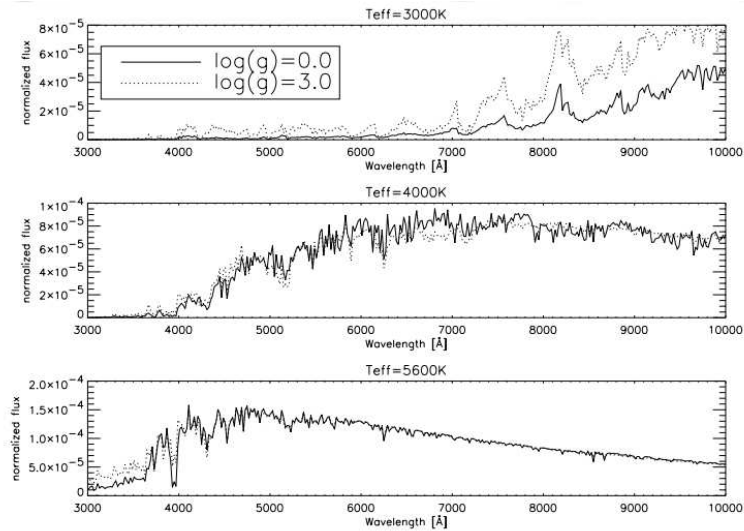 Teff=3000K
8×10⁻⁵
6×10⁻⁵
4×10⁻⁵
2×10⁻⁵
0
normalized flux
log(g)=0.0
log(g)=3.0
3000 4000 5000 6000 7000 8000 9000 10000
Wavelength [Å]
Teff=4000K
1×10⁻⁴
8×10⁻⁵
6×10⁻⁵
4×10⁻⁵
2×10⁻⁵
0
normalized flux
3000 4000 5000 6000 7000 8000 9000 10000
Wavelength [Å]
Teff=5600K
2.0×10⁻⁴
1.5×10⁻⁴
1.0×10⁻⁴
5.0×10⁻⁵
0
normalized flux
3000 4000 5000 6000 7000 8000 9000 10000
Wavelength [Å]